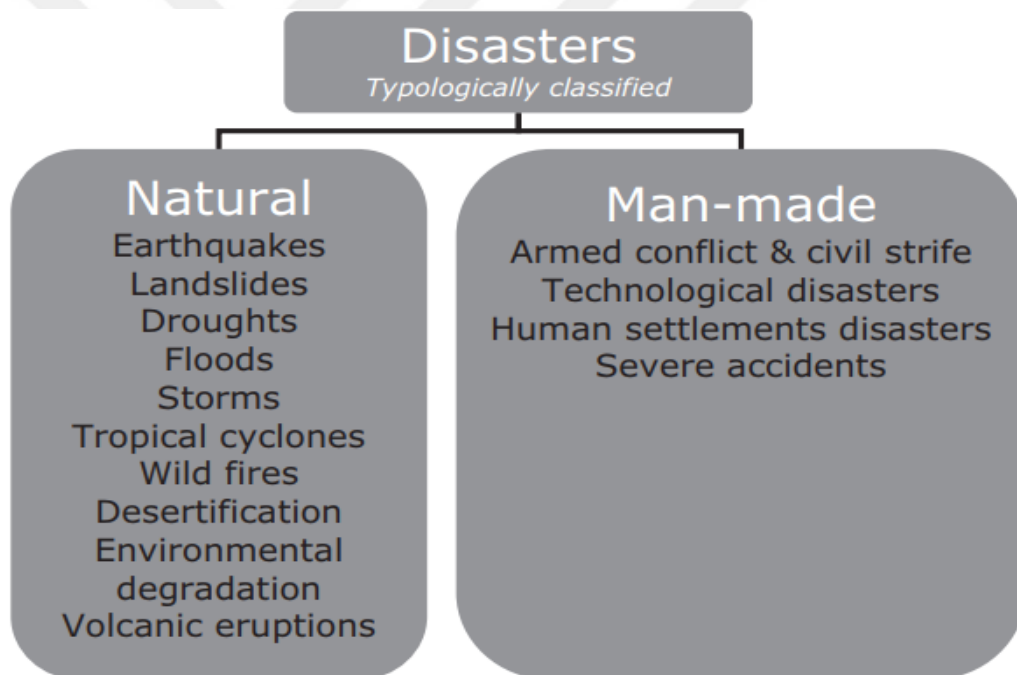 Disasters
Typologically classified
Natural
Earthquakes
Landslides
Droughts
Floods
Storms
Tropical cyclones
Wild fires
Desertification
Environmental
degradation
Volcanic eruptions
Man-made
Armed conflict & civil strife
Technological disasters
Human settlements disasters
Severe accidents